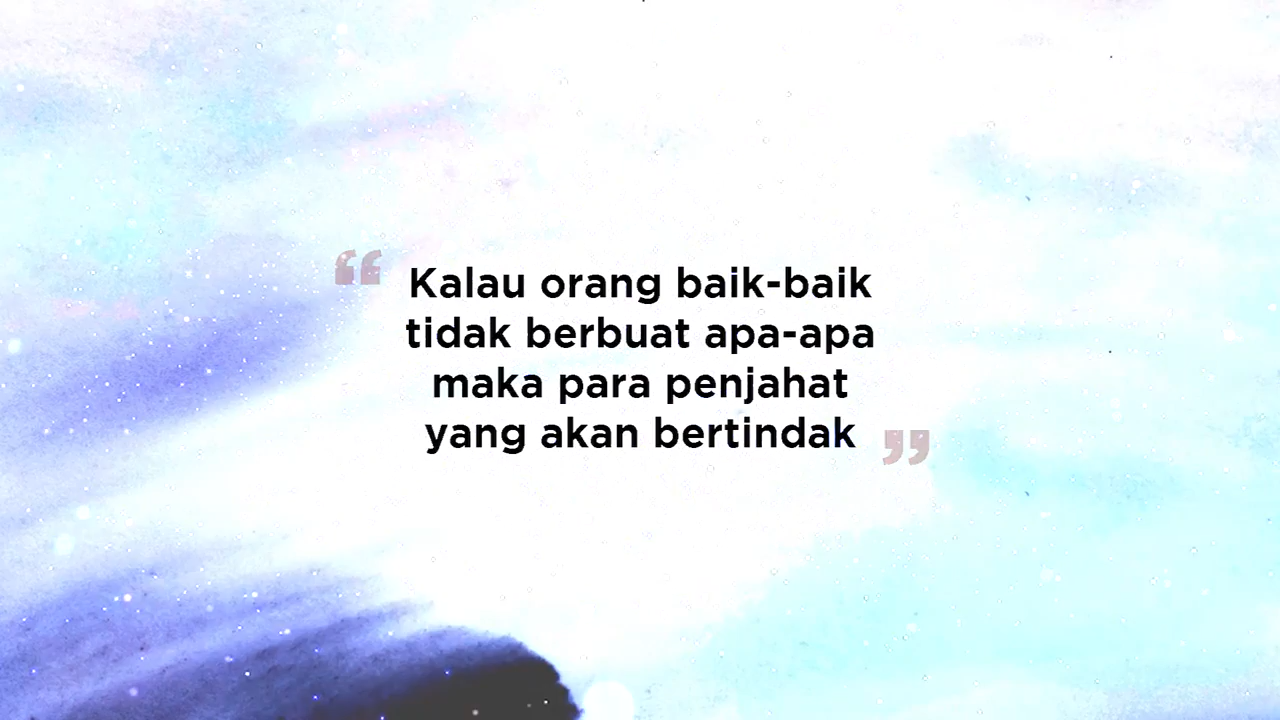 “Kalau orang baik-baik
tidak berbuat apa-apa
maka para penjahat
yang akan bertindak”